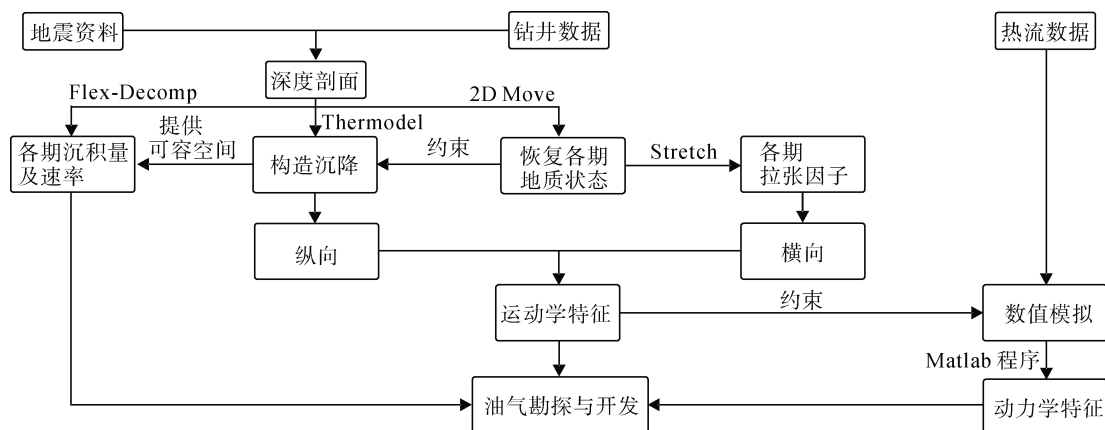 地震资料
钻井数据
热流数据
深度剖面
Flex-Decomp
2D Move
Thermodel
提供
可容空间
约束
Stretch
各期沉积量
及速率
构造沉降
恢复各期
地质状态
各期
拉张因子
纵向
横向
运动学特征
约束
数值模拟
Matlab 程序
油气勘探与开发
动力学特征